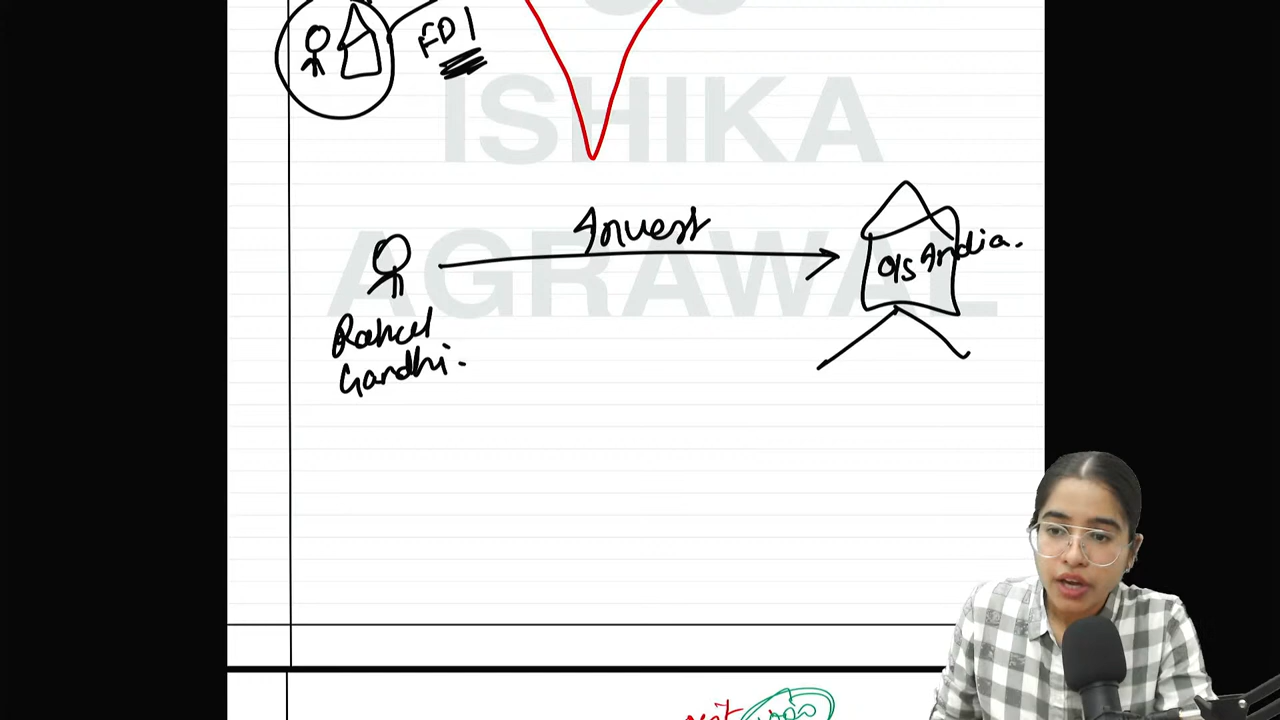 FDI
ISHIKA
AGRAWAL
Invest
O/S India.
Rahul
Gandhi.